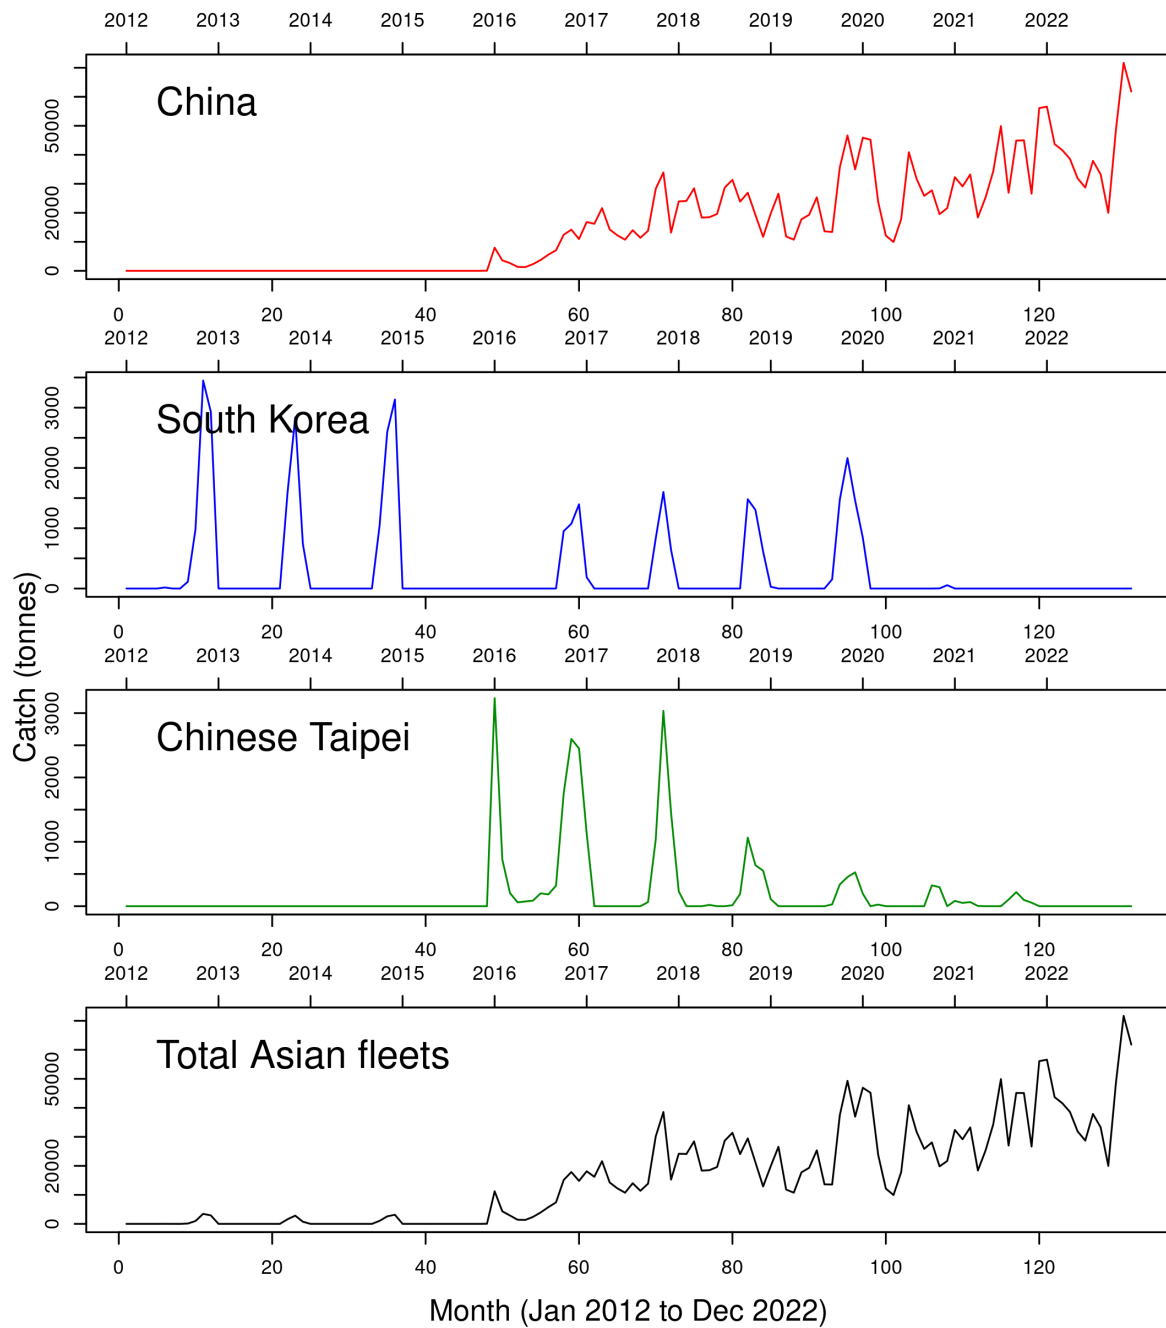 2012 2013 2014 2015 2016 2017 2018 2019 2020 2021 2022
China
0 20000 50000
0 20 40 60 80 100 120
2012 2013 2014 2015 2016 2017 2018 2019 2020 2021 2022
South Korea
0 1000 2000 3000
0 20 40 60 80 100 120
2012 2013 2014 2015 2016 2017 2018 2019 2020 2021 2022
Catch (tonnes)
Chinese Taipei
0 1000 2000 3000
0 20 40 60 80 100 120
2012 2013 2014 2015 2016 2017 2018 2019 2020 2021 2022
Total Asian fleets
0 20000 50000
0 20 40 60 80 100 120
Month (Jan 2012 to Dec 2022)